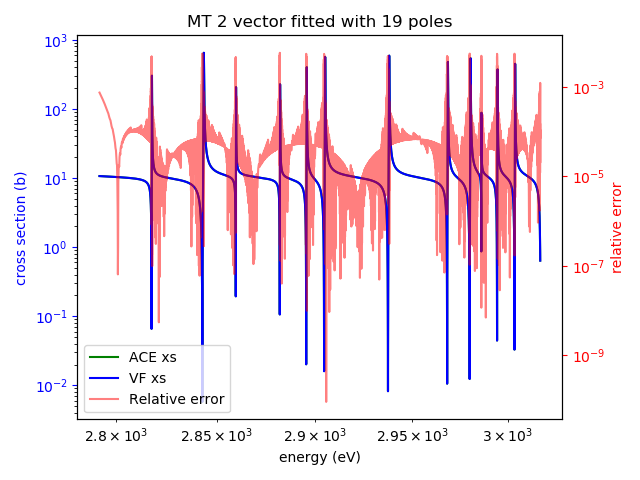 MT 2 vector fitted with 19 poles
cross section (b)
10³
10²
10¹
10⁰
10⁻¹
10⁻²
10⁻³
10⁻⁵
10⁻⁷
10⁻⁹
relative error
ACE xs
VF xs
Relative error
2.8 × 10³ 2.85 × 10³ 2.9 × 10³ 2.95 × 10³ 3 × 10³
energy (eV)